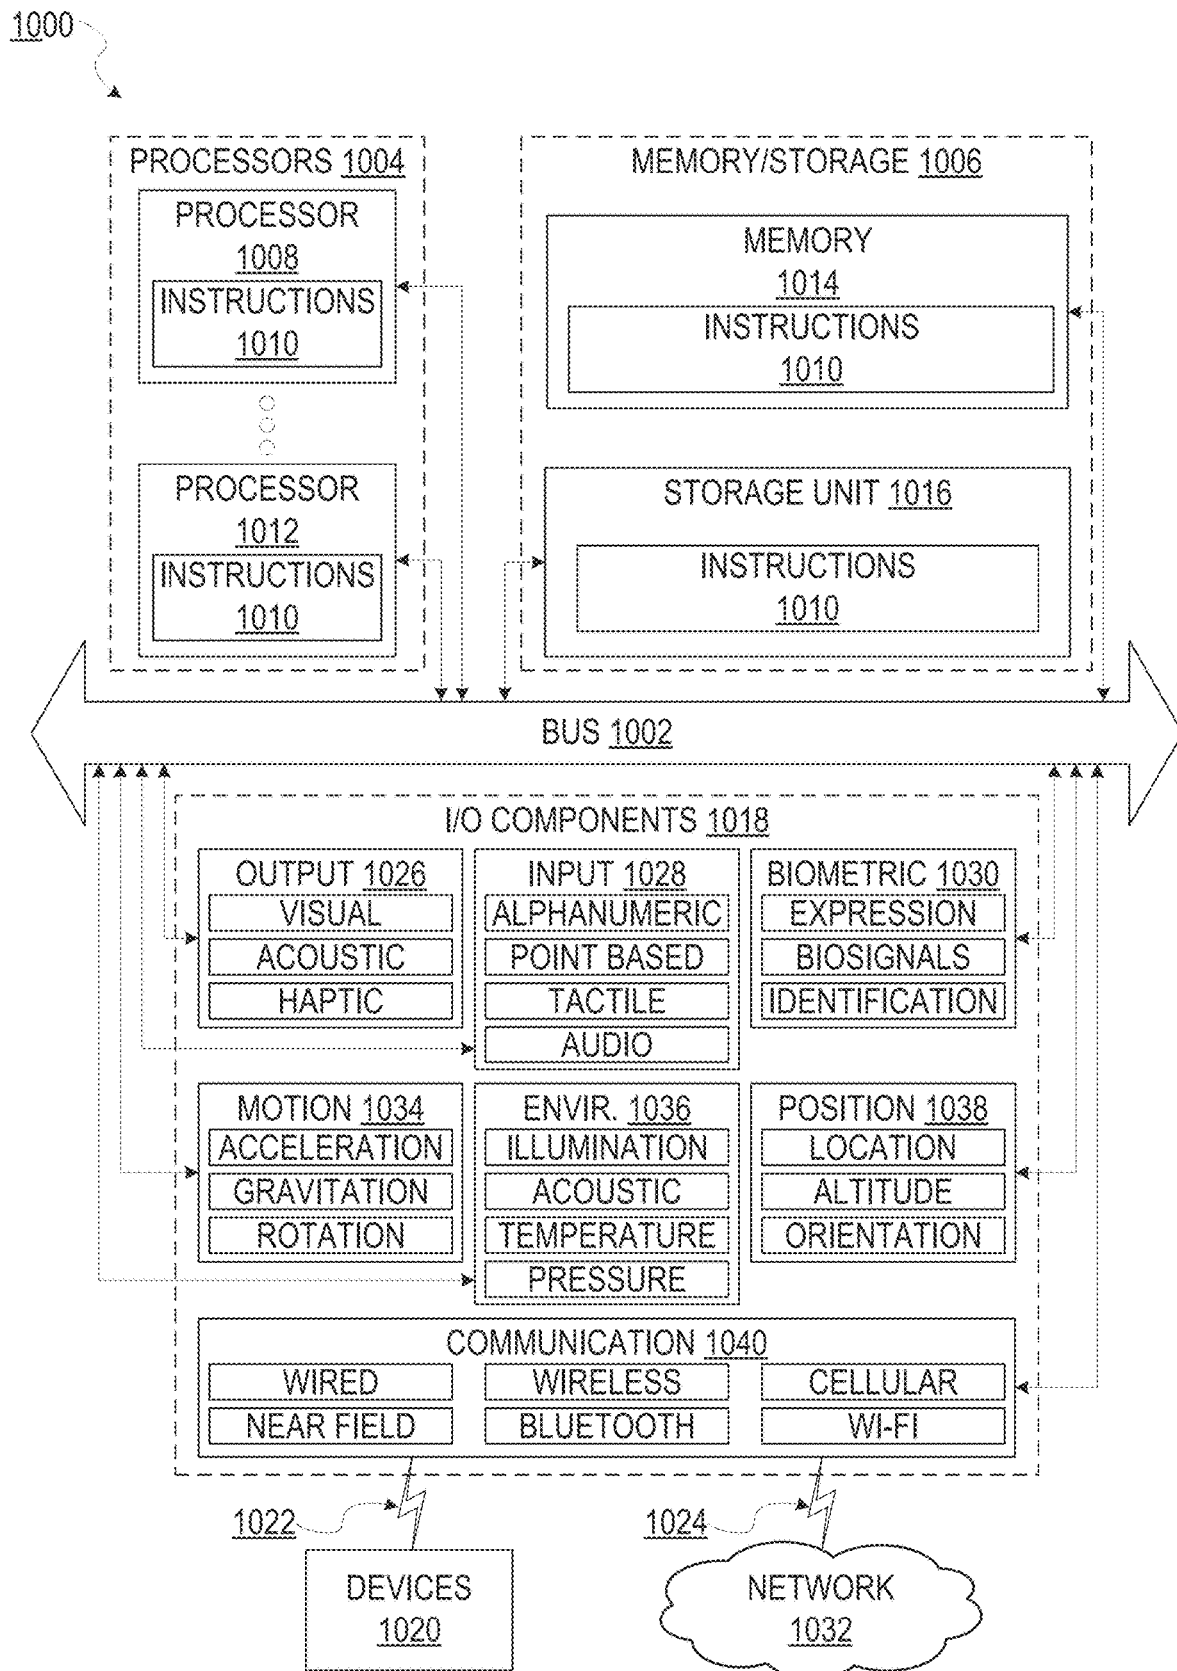 1000
PROCESSORS 1004
PROCESSOR
1008
INSTRUCTIONS
1010
PROCESSOR
1012
INSTRUCTIONS
1010
MEMORY/STORAGE 1006
MEMORY
1014
INSTRUCTIONS
1010
STORAGE UNIT 1016
INSTRUCTIONS
1010
BUS 1002
I/O COMPONENTS 1018
OUTPUT 1026
VISUAL
ACOUSTIC
HAPTIC
INPUT 1028
ALPHANUMERIC
POINT BASED
TACTILE
AUDIO
BIOMETRIC 1030
EXPRESSION
BIOSIGNALS
IDENTIFICATION
MOTION 1034
ACCELERATION
GRAVITATION
ROTATION
ENVIR. 1036
ILLUMINATION
ACOUSTIC
TEMPERATURE
PRESSURE
POSITION 1038
LOCATION
ALTITUDE
ORIENTATION
COMMUNICATION 1040
WIRED
WIRELESS
CELLULAR
NEAR FIELD
BLUETOOTH
WI-FI
1022
1024
DEVICES
1020
NETWORK
1032